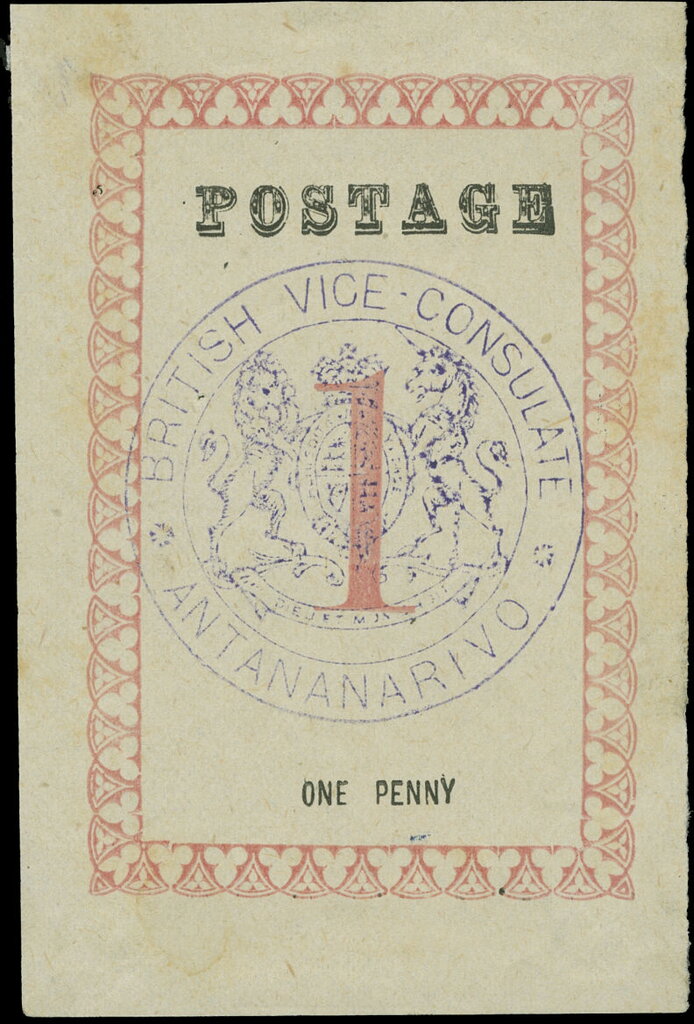 POSTAGE
BRITISH VICE-CONSULATE
1
ANTANANARIVO
ONE PENNY